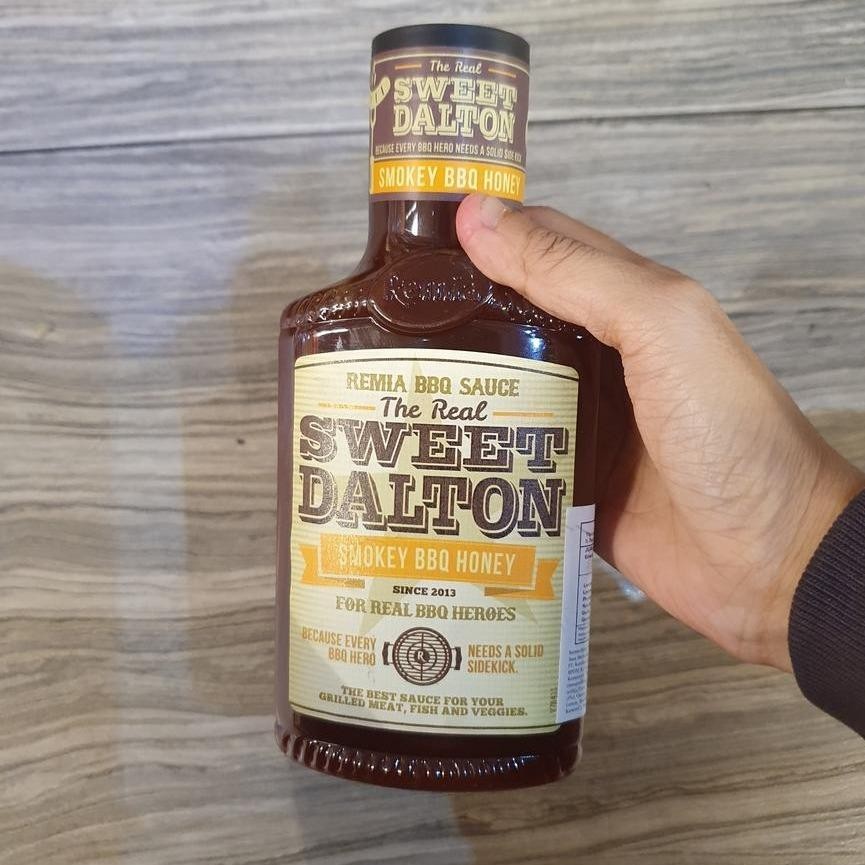 The Real
SWEET
DALTON
BECAUSE EVERY BBQ HERO NEEDS A SOLID SIDE KICK
SMOKEY BBQ HONEY
Remia
REMIA BBQ SAUCE
The Real
SWEET
DALTON
SMOKEY BBQ HONEY
SINCE 2013
FOR REAL BBQ HEROES
BECAUSE EVERY
BBQ HERO
R
NEEDS A SOLID
SIDEKICK.
THE BEST SAUCE FOR YOUR
GRILLED MEAT, FISH AND VEGGIES.